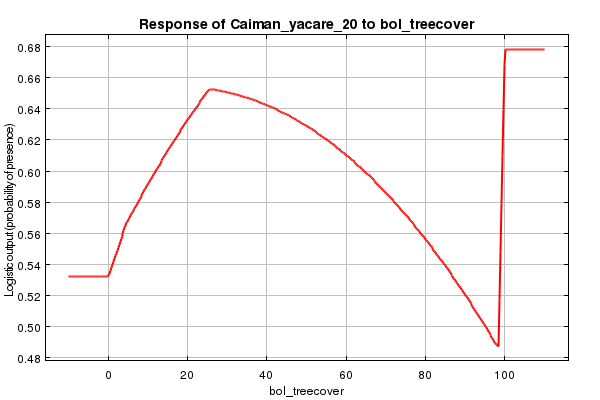 Response of Caiman_yacare_20 to bol_treecover
Logistic output (probability of presence)
0.68
0.66
0.64
0.62
0.60
0.58
0.56
0.54
0.52
0.50
0.48
0 20 40 60 80 100
bol_treecover